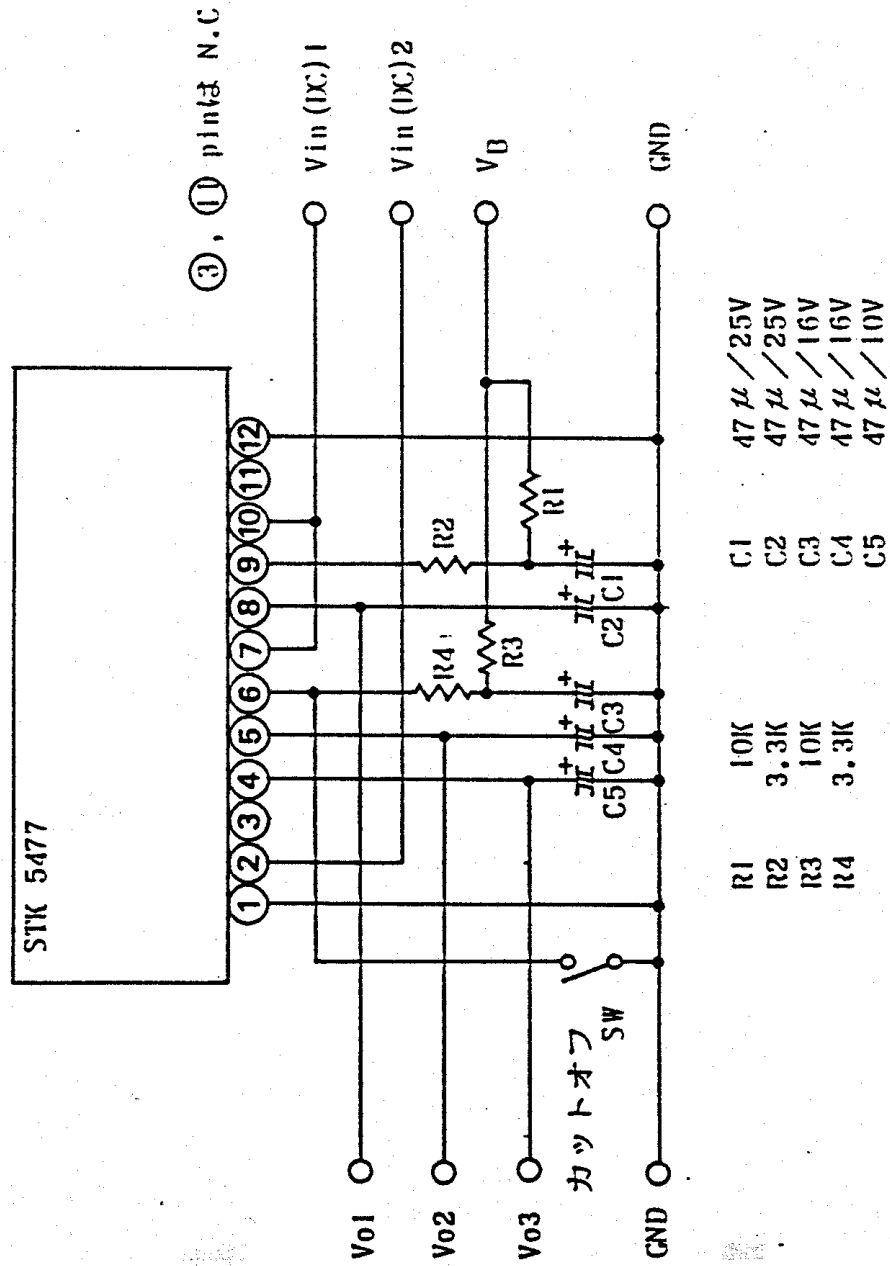 STK 5477
③, ⑪ pinは N.C
① ② ③ ④ ⑤ ⑥ ⑦ ⑧ ⑨ ⑩ ⑪ ⑫
Vin(DC)1
Vin(DC)2
VB
GND
R1
R2
R3
R4
C1
C2
C3
C4
C5
Vo1
Vo2
Vo3
GND
カットオフ
SW
R1 10K
R2 3.3K
R3 10K
R4 3.3K
C1 47μ/25V
C2 47μ/25V
C3 47μ/16V
C4 47μ/16V
C5 47μ/10V